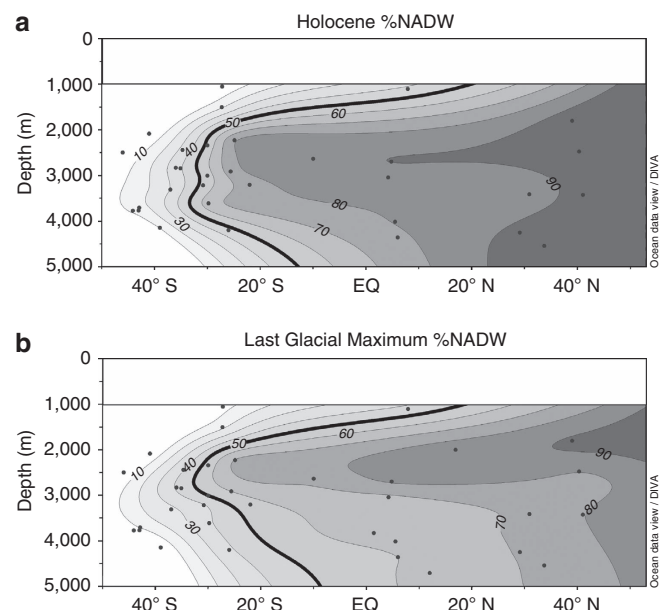 a
Holocene %NADW
0
1,000
2,000
3,000
4,000
5,000
Depth (m)
10
30
40
50
60
70
80
90
40° S
20° S
EQ
20° N
40° N
Ocean data view / DIVA
b
Last Glacial Maximum %NADW
0
1,000
2,000
3,000
4,000
5,000
Depth (m)
10
30
40
50
60
70
80
90
40° S
20° S
EQ
20° N
40° N
Ocean data view / DIVA